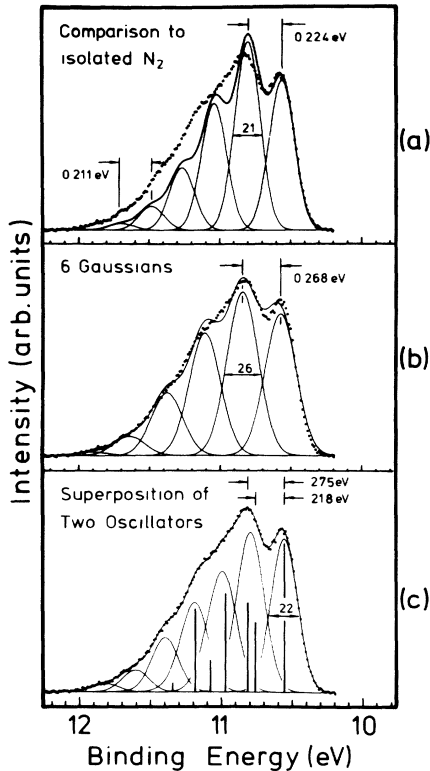 Comparison to
isolated N2
0.224 eV
21
0.211 eV
(a)
6 Gaussians
0.268 eV
26
(b)
Superposition of
Two Oscillators
275 eV
218 eV
22
(c)
Intensity (arb. units)
12
11
10
Binding Energy (eV)